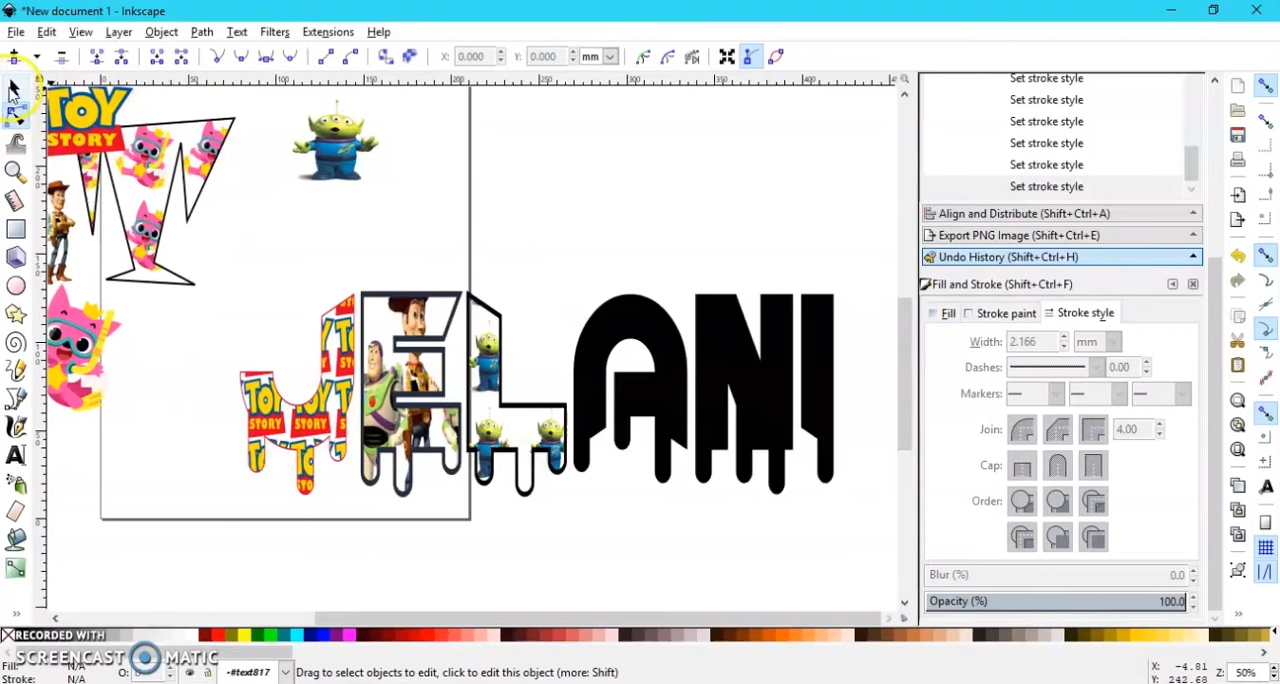 *New document 1 - Inkscape
File Edit View Layer Object Path Text Filters Extensions Help
X: 0.000 Y: 0.000 mm
Set stroke style
Set stroke style
Set stroke style
Set stroke style
Set stroke style
Set stroke style
Align and Distribute (Shift+Ctrl+A)
Export PNG Image (Shift+Ctrl+E)
Undo History (Shift+Ctrl+H)
Fill and Stroke (Shift+Ctrl+F)
Fill Stroke paint Stroke style
Width: 2.166 mm
Dashes: 0.00
Markers:
Join: 4.00
Cap:
Order:
Blur (%) 0.0
Opacity (%) 100.0
TOY
STORY
JELANI
RECORDED WITH
SCREENCAST MATIC
Fill: N/A
Stroke: N/A
O:
-#text817
Drag to select objects to edit, click to edit this object (more: Shift)
X: -4.81
Y: 242.68
Z: 50%